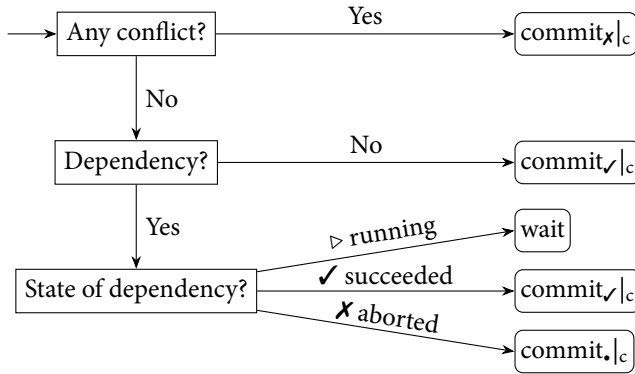 Any conflict?
Yes
commit✗|c
No
Dependency?
No
commit✓|c
Yes
▷ running
wait
State of dependency?
✓ succeeded
commit✓|c
✗ aborted
commit•|c